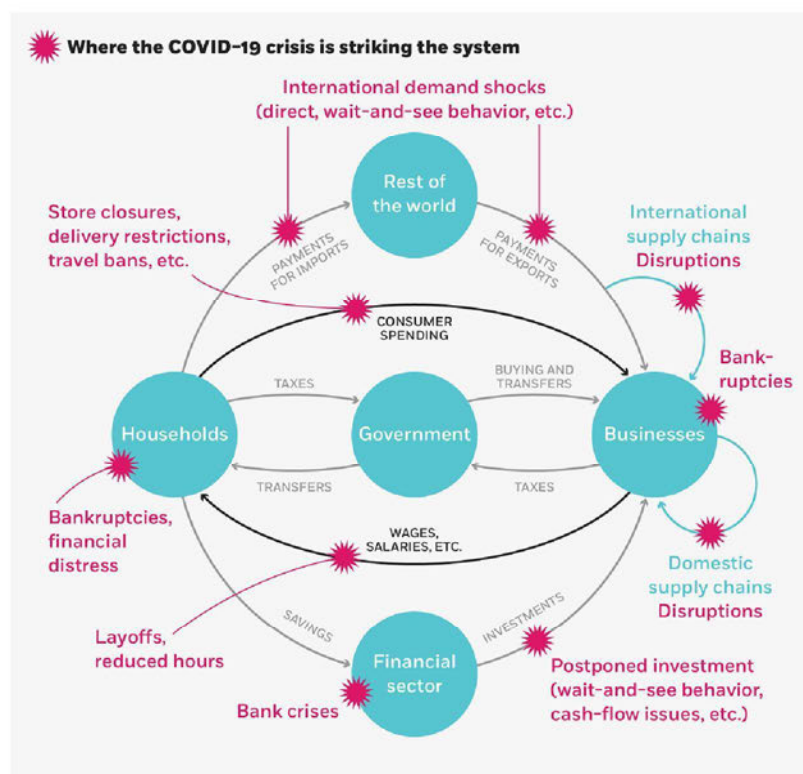 Where the COVID-19 crisis is striking the system
International demand shocks
(direct, wait-and-see behavior, etc.)
Rest of
the world
Store closures,
delivery restrictions,
travel bans, etc.
International
supply chains
Disruptions
PAYMENTS
FOR IMPORTS
PAYMENTS
FOR EXPORTS
CONSUMER
SPENDING
Bank-
ruptcies
TAXES
BUYING AND
TRANSFERS
Households
Government
Businesses
TRANSFERS
TAXES
Bankruptcies,
financial
distress
WAGES,
SALARIES, ETC.
Domestic
supply chains
Disruptions
Layoffs,
reduced hours
SAVINGS
INVESTMENTS
Financial
sector
Postponed investment
(wait-and-see behavior,
cash-flow issues, etc.)
Bank crises